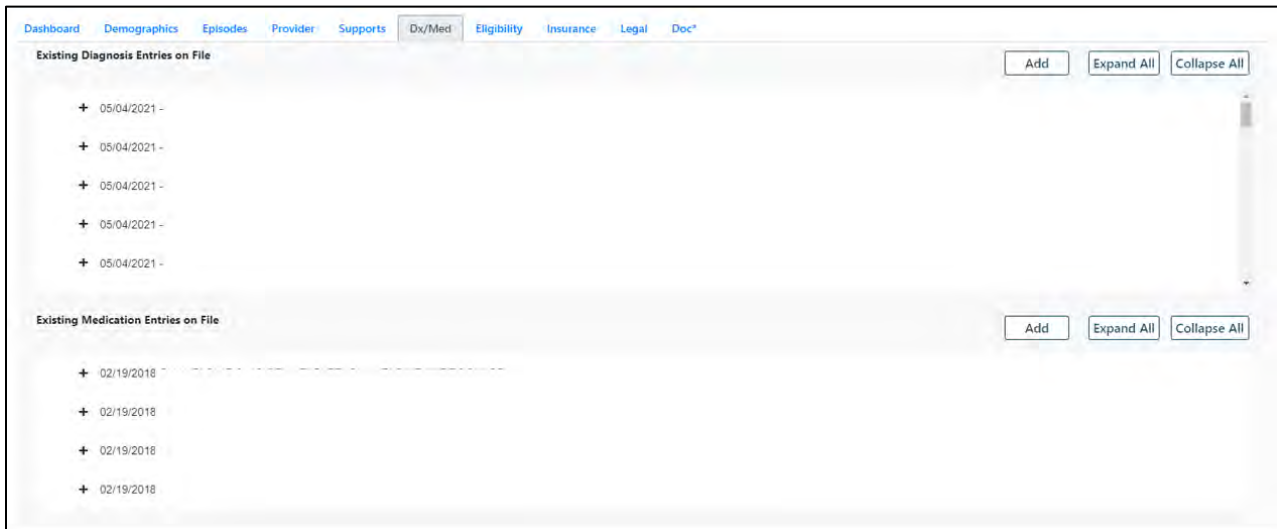 Dashboard Demographics Episodes Provider Supports Dx/Med Eligibility Insurance Legal Doc*
Existing Diagnosis Entries on File Add Expand All Collapse All
+ 05/04/2021 -
+ 05/04/2021 -
+ 05/04/2021 -
+ 05/04/2021 -
+ 05/04/2021 -
Existing Medication Entries on File Add Expand All Collapse All
+ 02/19/2018
+ 02/19/2018
+ 02/19/2018
+ 02/19/2018